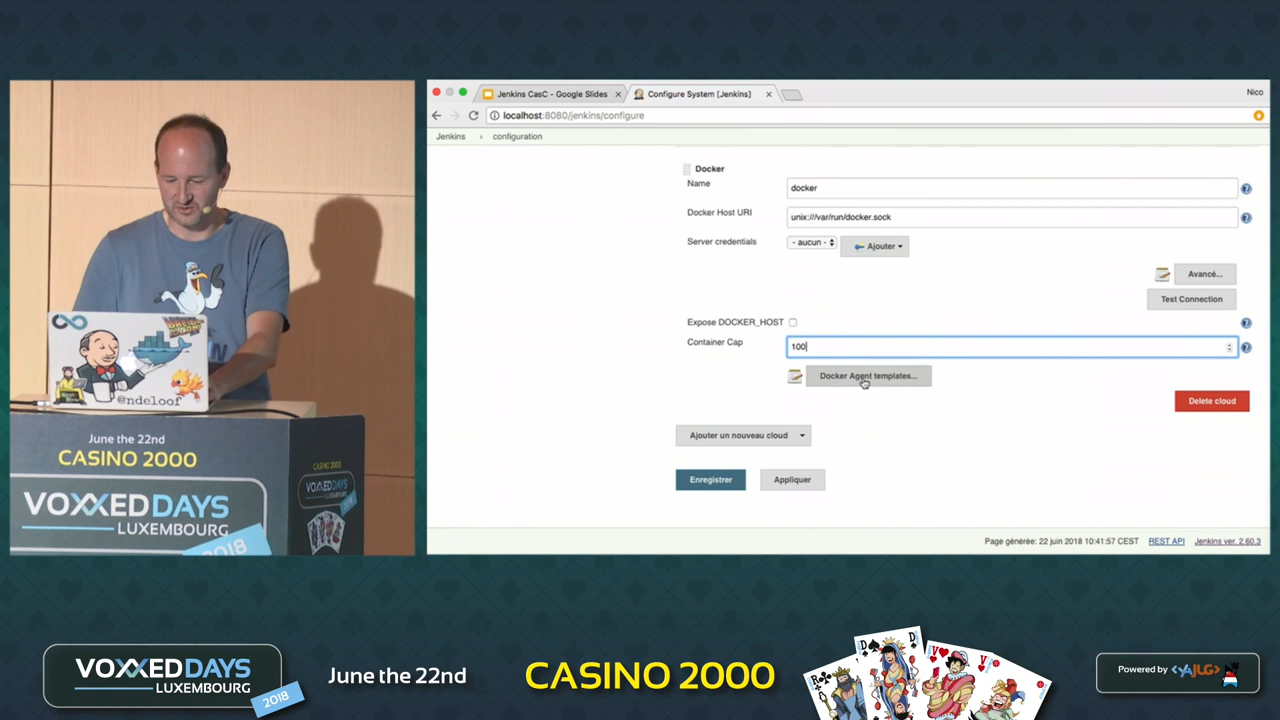 Jenkins CasC - Google Slides
Configure System [Jenkins]
Nico
localhost:8080/jenkins/configure
Jenkins › configuration
Docker
Name
docker
Docker Host URI
unix:///var/run/docker.sock
Server credentials
- aucun -
Ajouter
Avancé...
Test Connection
Expose DOCKER_HOST
Container Cap
100
Docker Agent templates...
Delete cloud
Ajouter un nouveau cloud
Enregistrer
Appliquer
Page générée: 22 juin 2018 10:41:57 CEST
REST API
Jenkins ver. 2.60.3
@ndeloof
June the 22nd
CASINO 2000
VOXXEDDAYS
LUXEMBOURG
2018
CASINO 2000
VOXXEDDAYS
VOXXEDDAYS
LUXEMBOURG
2018
June the 22nd
CASINO 2000
R
D
D
V
V
Powered by <YAJUG>